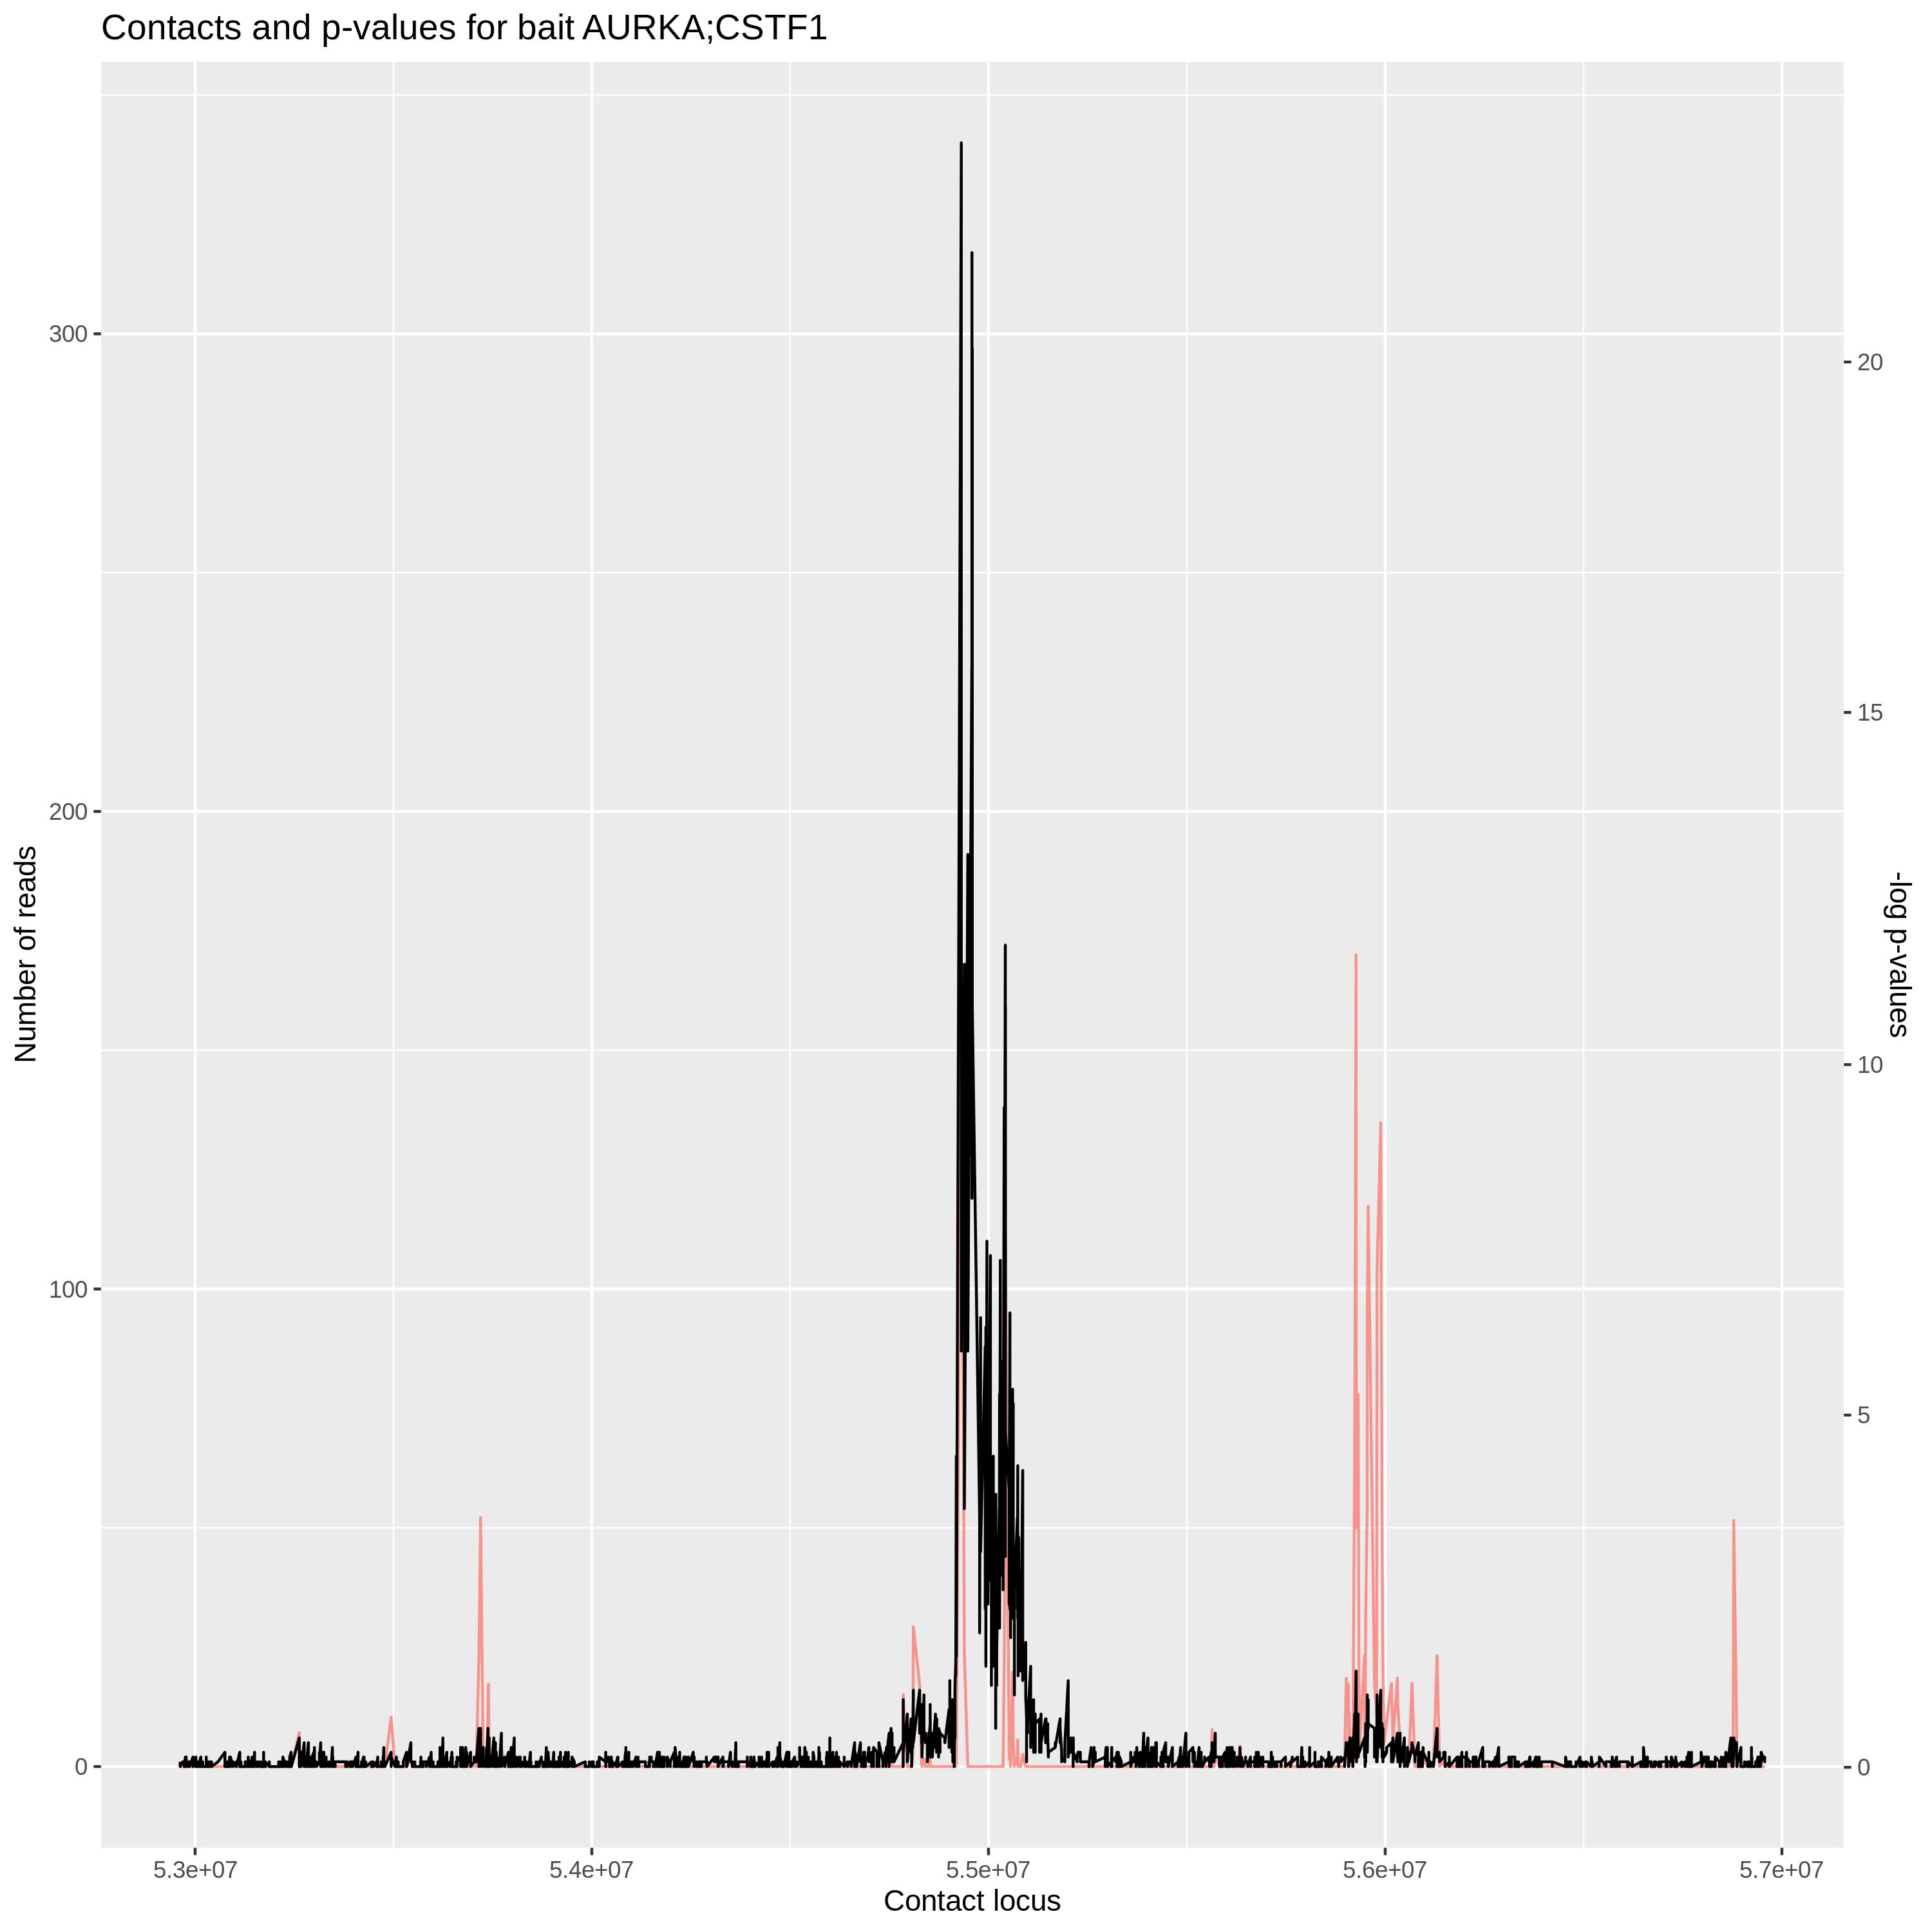 Contacts and p-values for bait AURKA;CSTF1
Number of reads
300
200
100
0
20
15
10
5
0
-log p-values
5.3e+07
5.4e+07
5.5e+07
5.6e+07
5.7e+07
Contact locus